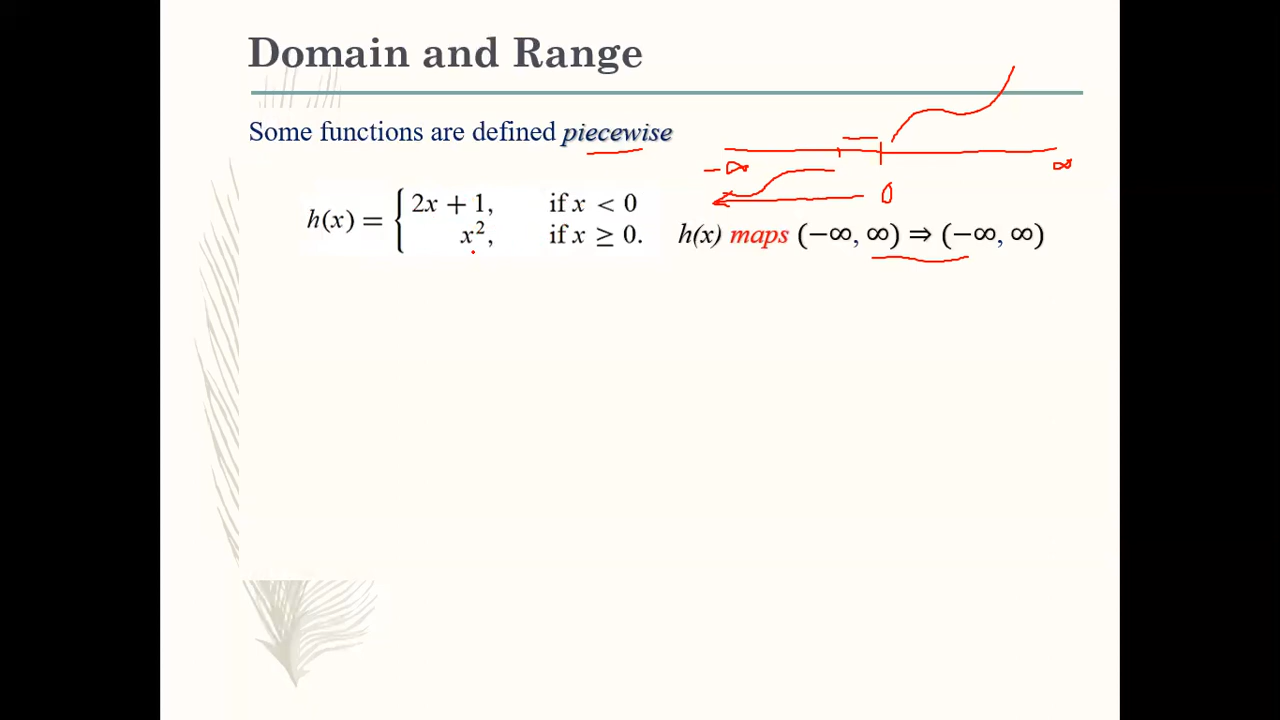 Domain and Range
Some functions are defined piecewise
-∞ ∞
0
h(x) = { 2x + 1, if x < 0
x², if x ≥ 0.
h(x) maps (−∞, ∞) ⇒ (−∞, ∞)